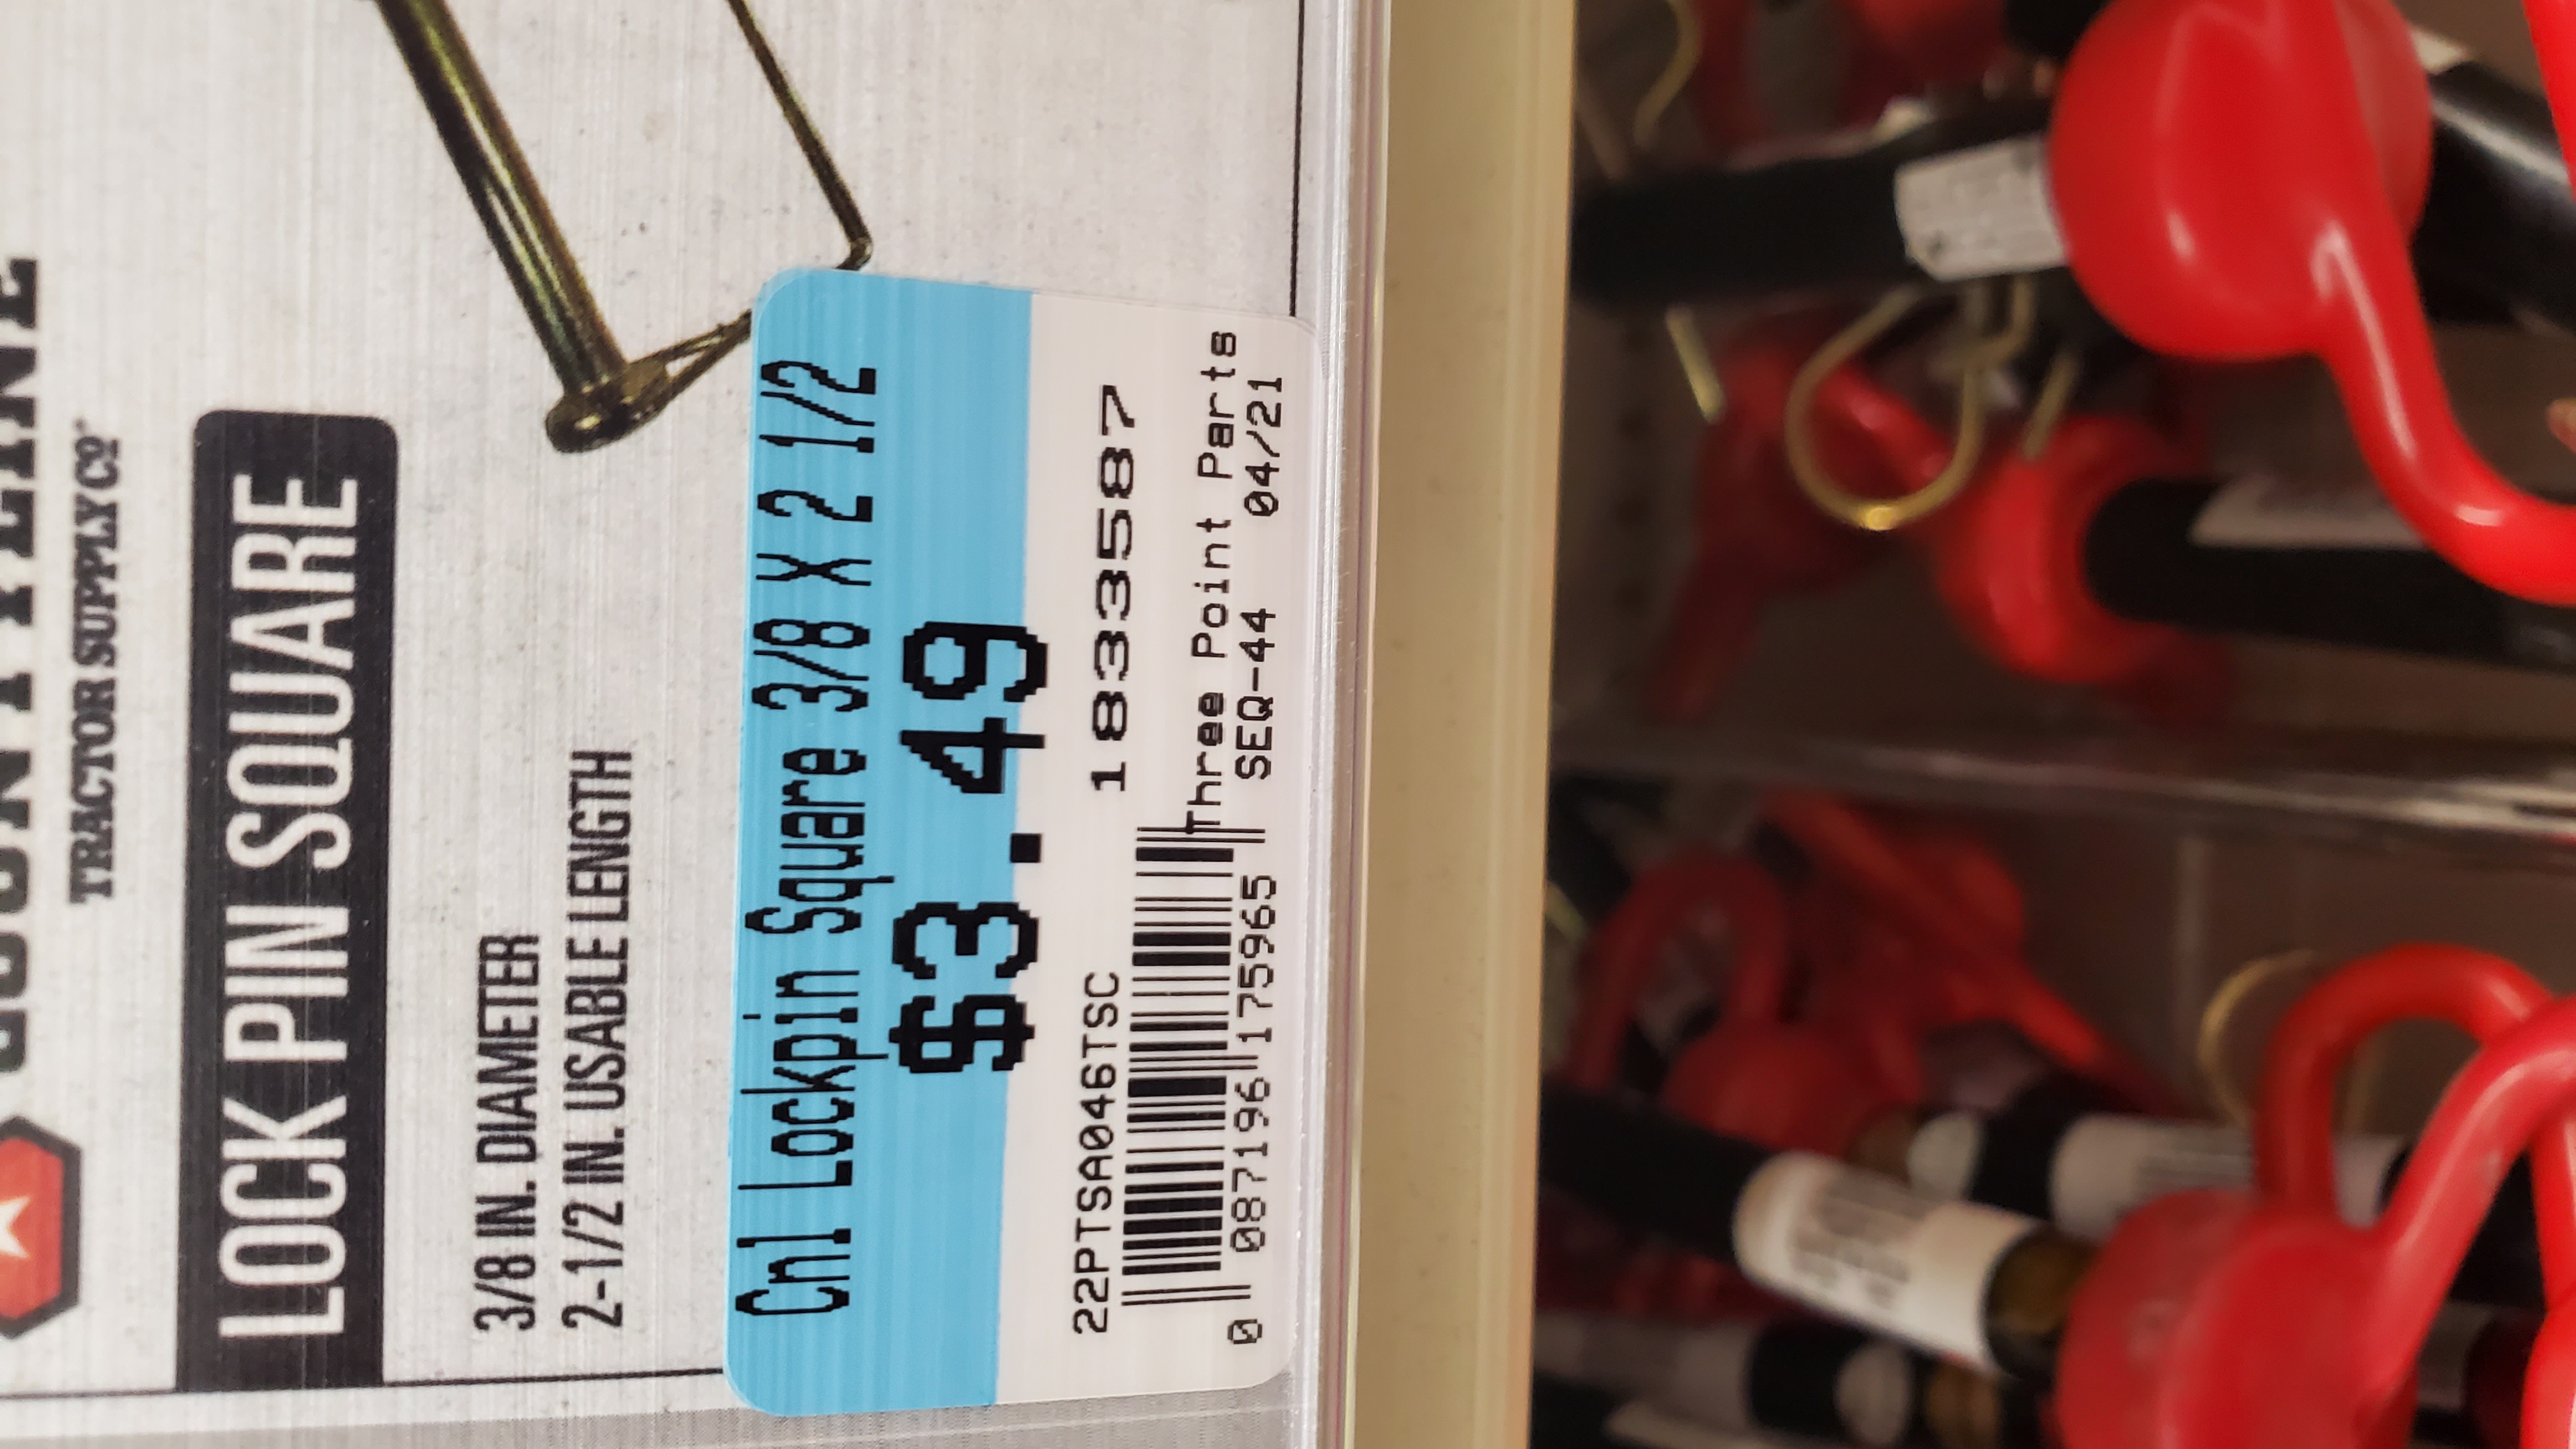 TRACTOR SUPPLY CO
LOCK PIN SQUARE
3/8 IN. DIAMETER
2-1/2 IN. USABLE LENGTH
Cnl Lockpin Square 3/8 X 2 1/2
$3.49
22PTSA046TSC 1833587
Three Point Parts
0 87196 175965 SEQ-44 04/21